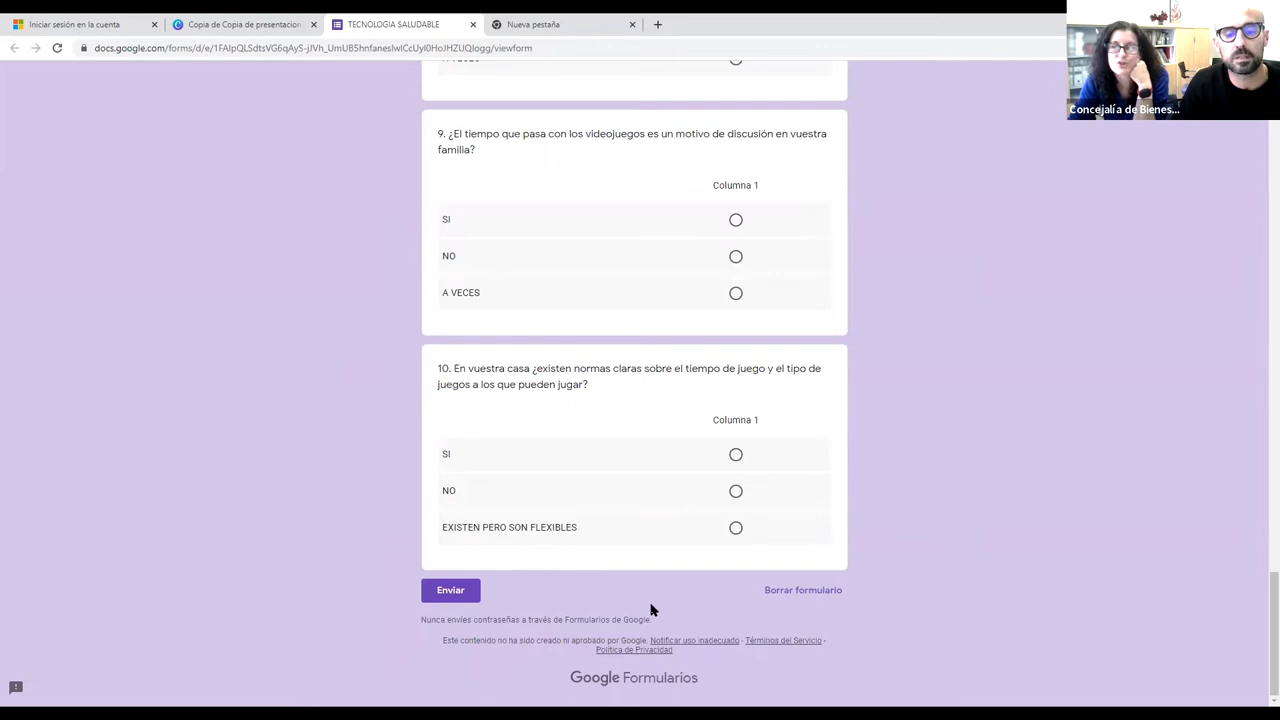 Iniciar sesión en la cuenta
Copia de Copia de presentacion
TECNOLOGIA SALUDABLE
Nueva pestaña
docs.google.com/forms/d/e/
/viewform
Concejalía de Bienes...
9. ¿El tiempo que pasa con los videojuegos es un motivo de discusión en vuestra
familia?
Columna 1
SI
NO
A VECES
10. En vuestra casa ¿existen normas claras sobre el tiempo de juego y el tipo de
juegos a los que pueden jugar?
Columna 1
SI
NO
EXISTEN PERO SON FLEXIBLES
Enviar
Borrar formulario
Nunca envíes contraseñas a través de Formularios de Google.
Este contenido no ha sido creado ni aprobado por Google. Notificar uso inadecuado - Términos del Servicio -
Política de Privacidad
Google Formularios